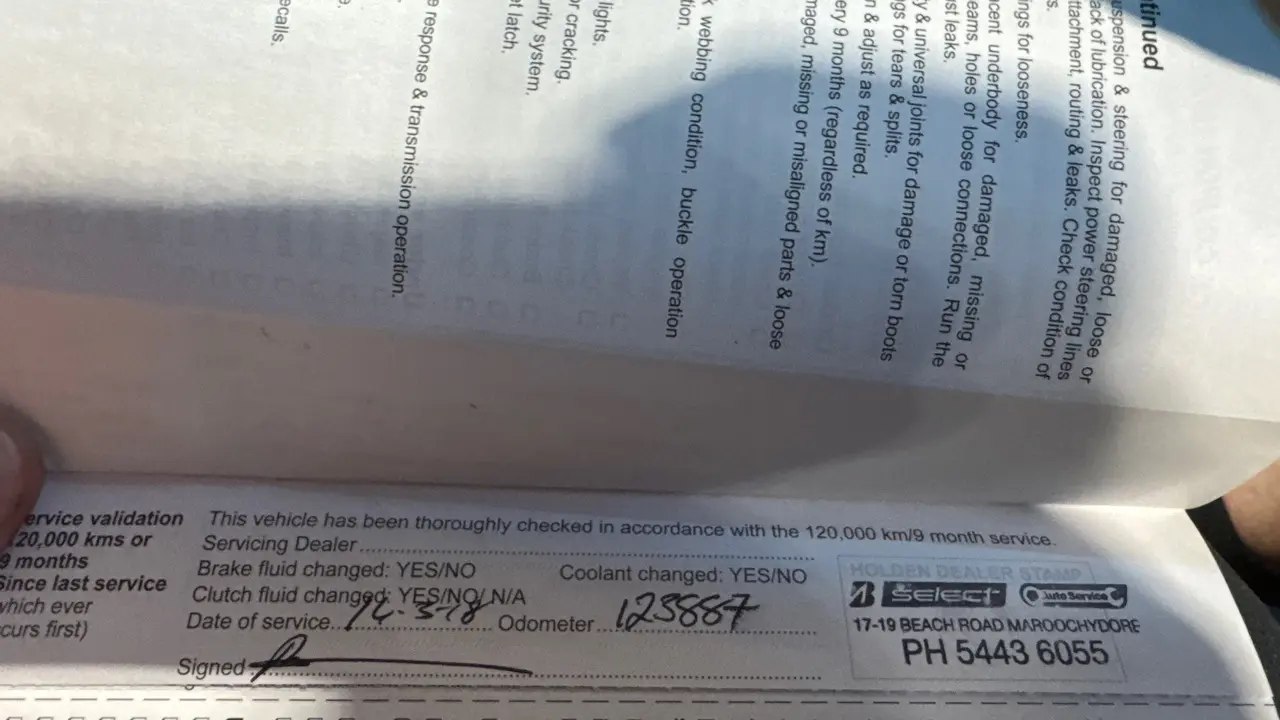 tinued
uspension & steering for damaged, loose or
ack of lubrication. Inspect power steering lines
ttachment, routing & leaks. Check condition of
rs.
ings for looseness.
cent underbody for damaged, missing or
eams, holes or loose connections. Run the
st leaks.
y & universal joints for damage or torn boots
gs for tears & splits.
n & adjust as required.
ery 9 months (regardless of km).
naged, missing or misaligned parts & loose
k webbing condition, buckle operation
tion.
lights.
or cracking.
urity system.
et latch.
e response & transmission operation.
e.
ecalls.
ervice validation
20,000 kms or
9 months
Since last service
which ever
curs first)
This vehicle has been thoroughly checked in accordance with the 120,000 km/9 month service.
Servicing Dealer
Brake fluid changed: YES/NO Coolant changed: YES/NO
Clutch fluid changed: YES/NO/ N/A
Date of service 14-3-18 Odometer 123887
Signed
HOLDEN DEALER STAMP
Select Auto Service
17-19 BEACH ROAD MAROOCHYDORE
PH 5443 6055